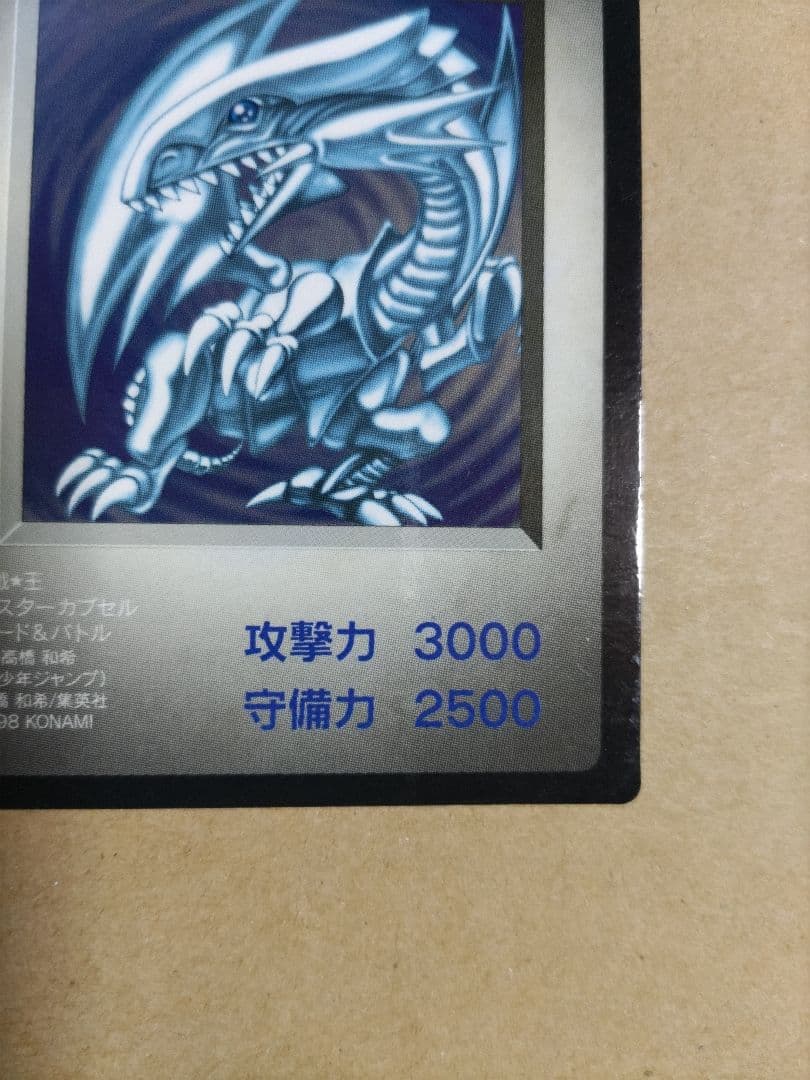 戯★王
スターカプセル
ード&バトル
高橋 和希
少年ジャンプ)
橋 和希/集英社
98 KONAMI
攻撃力 3000
守備力 2500